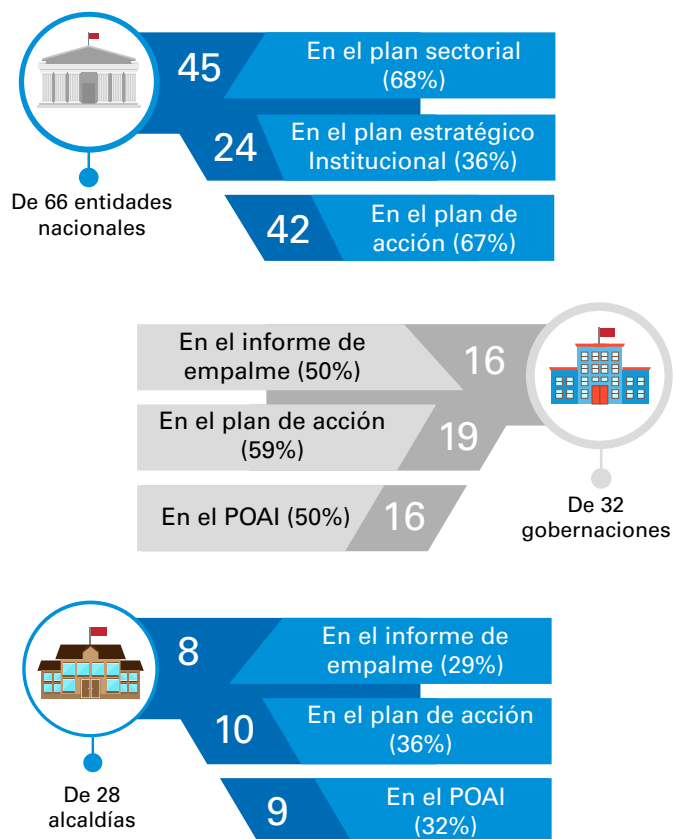 45
En el plan sectorial
(68%)
24
En el plan estratégico
Institucional (36%)
42
En el plan de
acción (67%)
De 66 entidades
nacionales
En el informe de
empalme (50%)
16
En el plan de acción
(59%)
19
En el POAI (50%)
16
De 32
gobernaciones
8
En el informe de
empalme (29%)
10
En el plan de acción
(36%)
9
En el POAI
(32%)
De 28
alcaldías